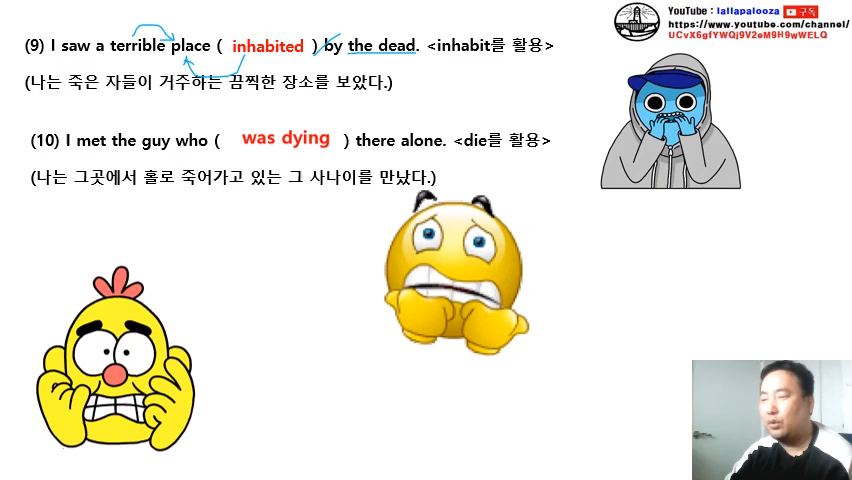 YouTube : lallapalooza 구독
https://www.youtube.com/channel/
UCvX6gfYWQj9V2eM9H9wWELQ
(9) I saw a terrible place ( inhabited ) by the dead. <inhabit를 활용>
(나는 죽은 자들이 거주하는 끔찍한 장소를 보았다.)
(10) I met the guy who ( was dying ) there alone. <die를 활용>
(나는 그곳에서 홀로 죽어가고 있는 그 사나이를 만났다.)